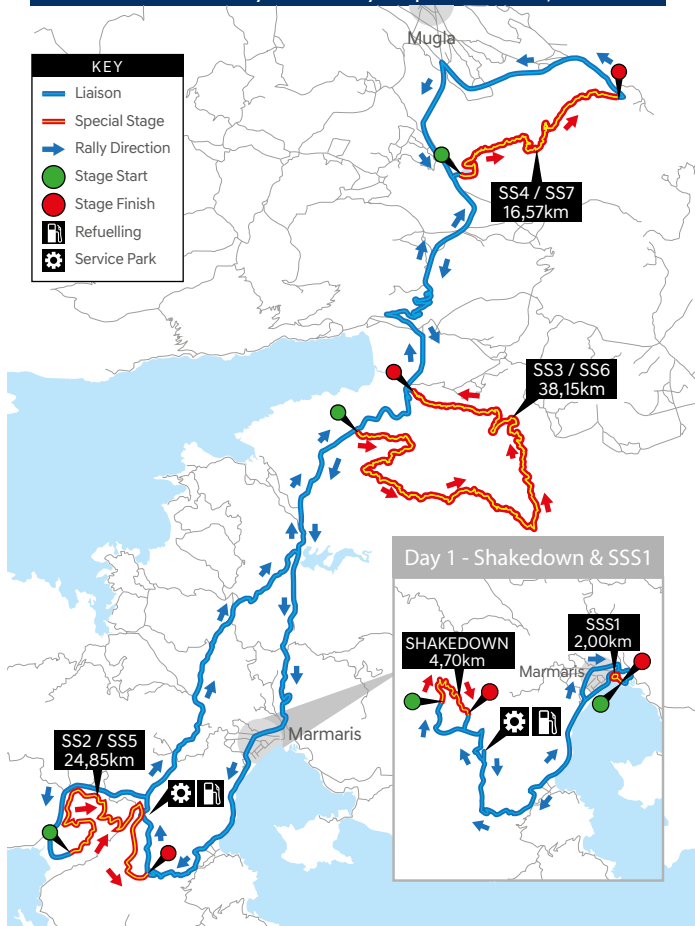 Mugla
KEY
Liaison
Special Stage
Rally Direction
Stage Start
Stage Finish
Refuelling
Service Park
SS4 / SS7
16,57km
SS3 / SS6
38,15km
Day 1 - Shakedown & SSS1
SSS1
2,00km
SHAKEDOWN
4,70km
Marmaris
Marmaris
SS2 / SS5
24,85km